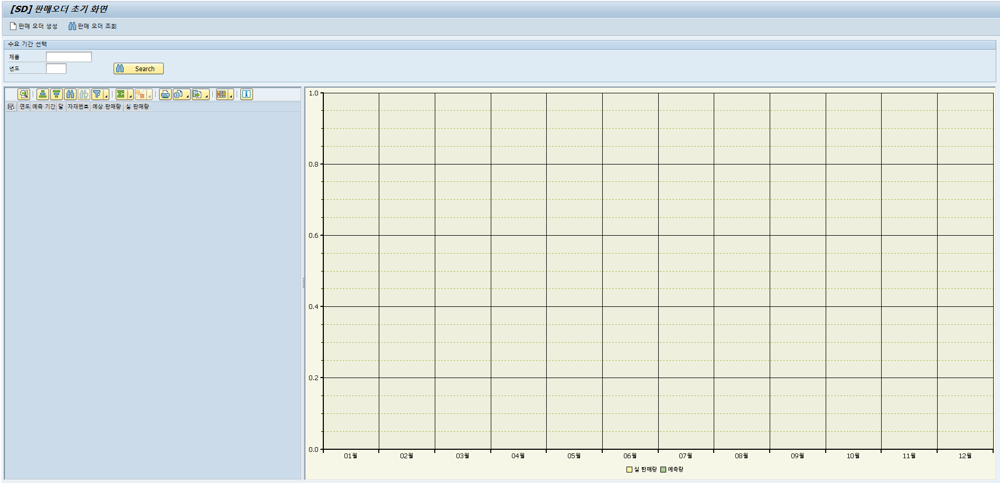 [SD] 판매오더 초기 화면
판매 오더 생성 판매 오더 조회
수요 기간 선택
제품
년도 Search
연도 예측 기간 달 자재번호 예상 판매량 실 판매량
1.0
0.8
0.6
0.4
0.2
0.0
01월 02월 03월 04월 05월 06월 07월 08월 09월 10월 11월 12월
실 판매량 예측량